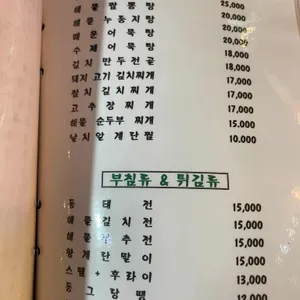 해물짬뽕탕 25,000
해물누룽지탕 20,000
매운어묵탕 20,000
수제어묵탕 18,000
김치만두전골 18,000
돼지고기김치찌개 17,000
참치김치찌개 17,000
고추장찌개 17,000
해물순두부찌개 15,000
날치알계란찜 10,000
부침류 & 튀김류
동태전 15,000
해물김치전 15,000
해물부추전 15,000
왕계란말이 15,000
스팸+후라이 13,000
동그랑땡 12,000